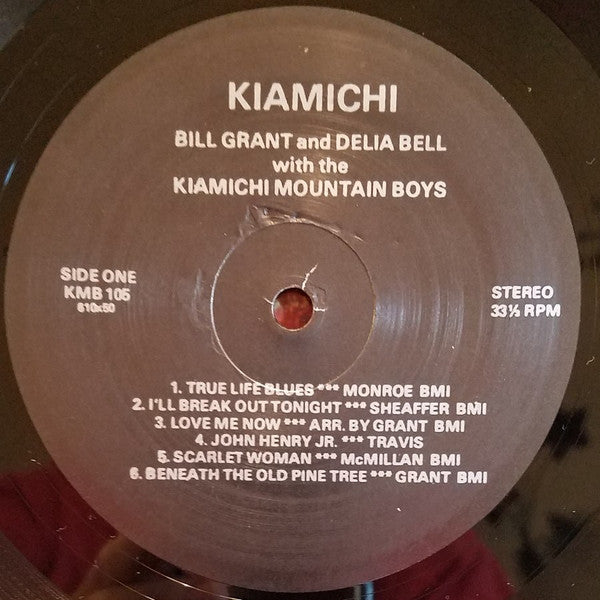 KIAMICHI
BILL GRANT and DELIA BELL
with the
KIAMICHI MOUNTAIN BOYS
SIDE ONE
KMB 105
810x50
STEREO
33⅓ RPM
1. TRUE LIFE BLUES *** MONROE BMI
2. I'LL BREAK OUT TONIGHT *** SHEAFFER BMI
3. LOVE ME NOW *** ARR. BY GRANT BMI
4. JOHN HENRY JR. *** TRAVIS
5. SCARLET WOMAN *** McMILLAN BMI
6. BENEATH THE OLD PINE TREE *** GRANT BMI